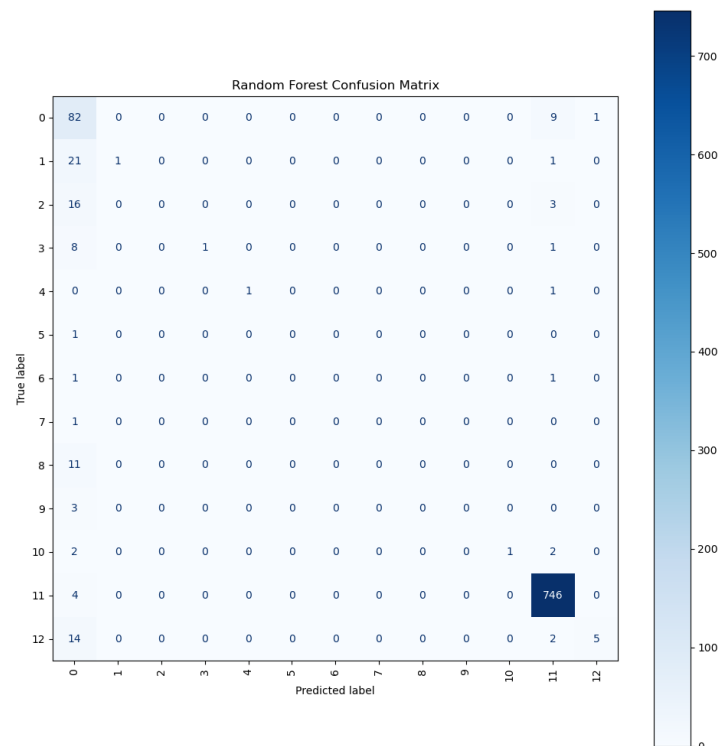 Random Forest Confusion Matrix
True label
0 82 0 0 0 0 0 0 0 0 0 0 9 1
1 21 1 0 0 0 0 0 0 0 0 0 1 0
2 16 0 0 0 0 0 0 0 0 0 0 3 0
3 8 0 0 1 0 0 0 0 0 0 0 1 0
4 0 0 0 0 1 0 0 0 0 0 0 1 0
5 1 0 0 0 0 0 0 0 0 0 0 0 0
6 1 0 0 0 0 0 0 0 0 0 0 1 0
7 1 0 0 0 0 0 0 0 0 0 0 0 0
8 11 0 0 0 0 0 0 0 0 0 0 0 0
9 3 0 0 0 0 0 0 0 0 0 0 0 0
10 2 0 0 0 0 0 0 0 0 0 1 2 0
11 4 0 0 0 0 0 0 0 0 0 0 746 0
12 14 0 0 0 0 0 0 0 0 0 0 2 5
0 1 2 3 4 5 6 7 8 9 10 11 12
Predicted label
700
600
500
400
300
200
100
0